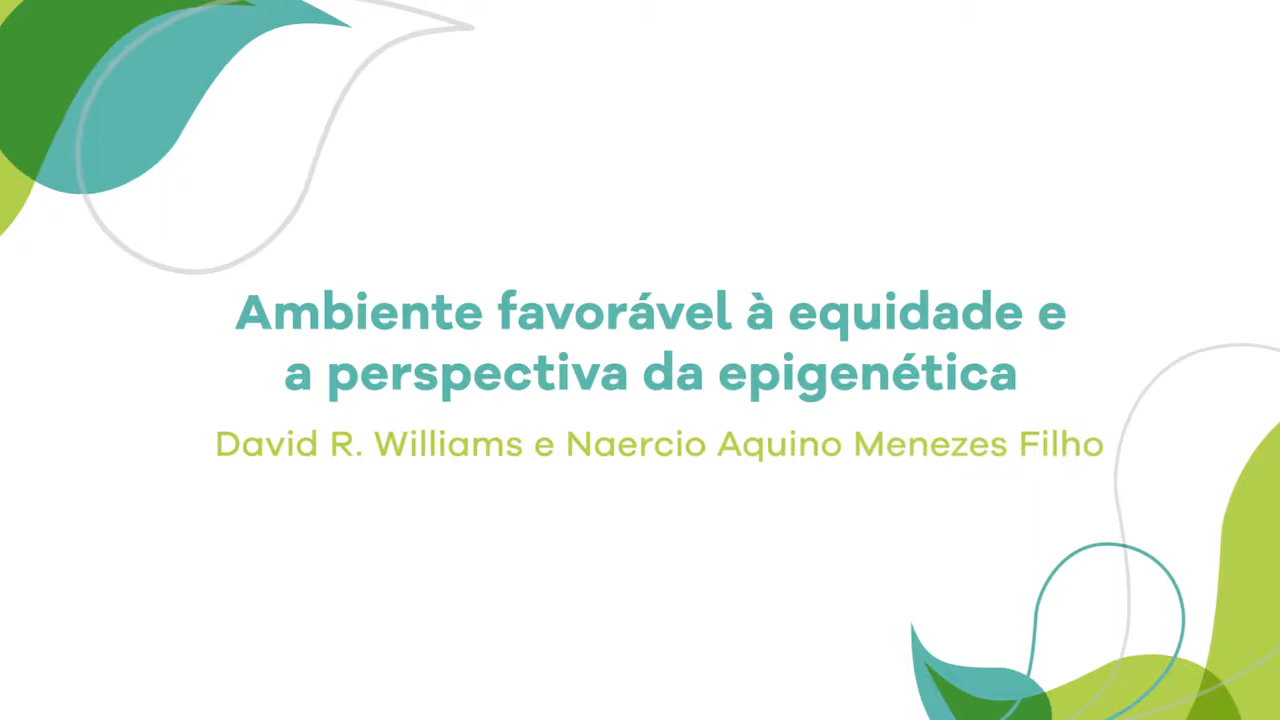 Ambiente favorável à equidade e
a perspectiva da epigenética
David R. Williams e Naercio Aquino Menezes Filho